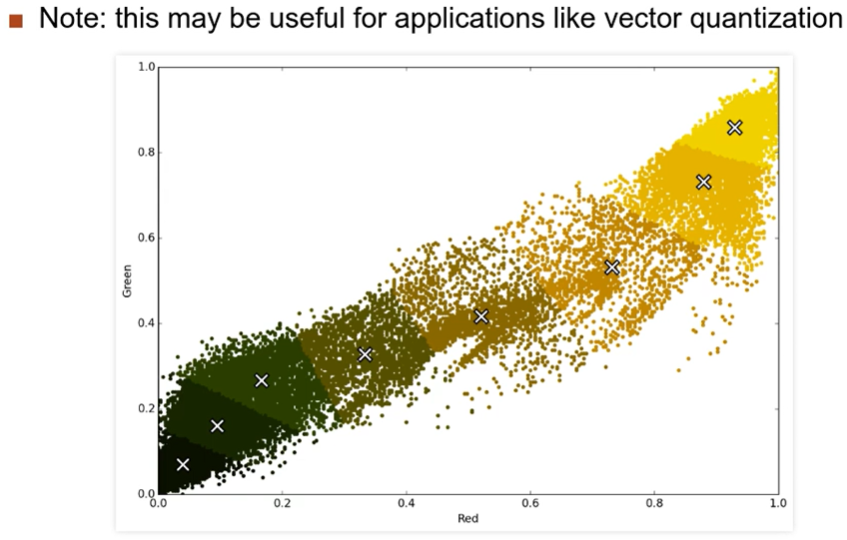 Note: this may be useful for applications like vector quantization
1.0
0.8
0.6
Green
0.4
0.2
0.0
0.0 0.2 0.4 0.6 0.8 1.0
Red